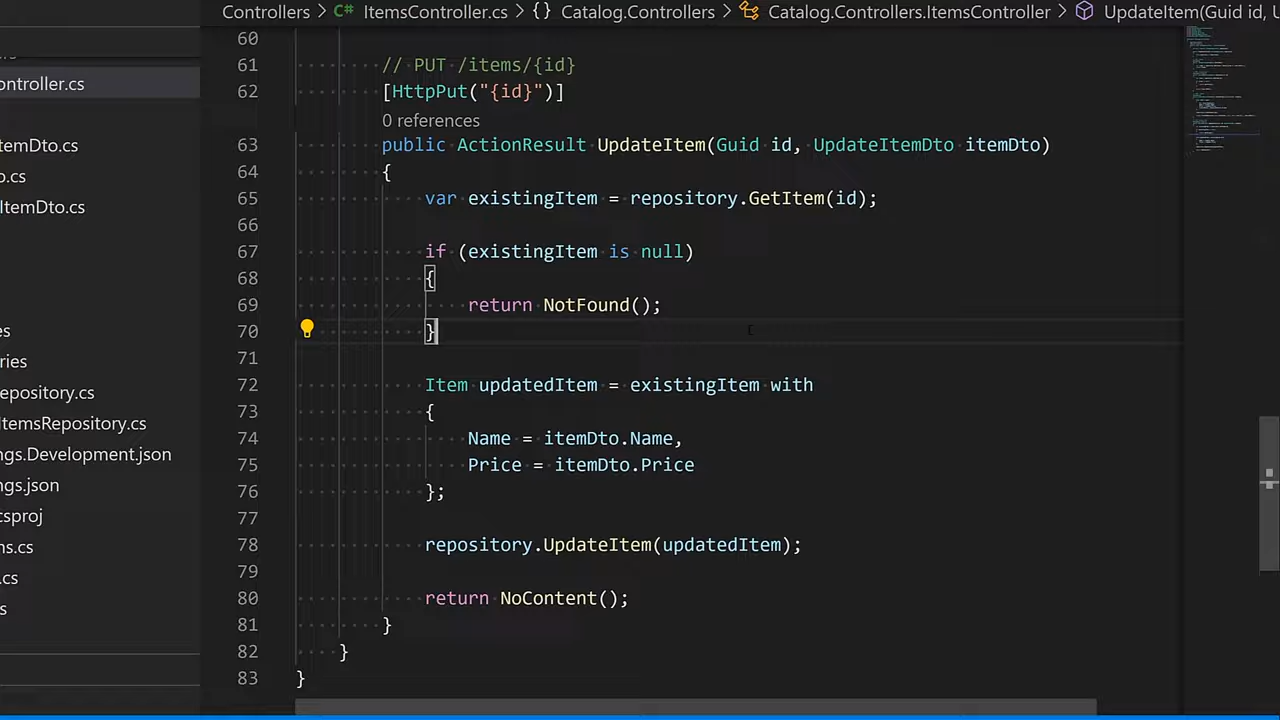 Controllers > C# ItemsController.cs > {} Catalog.Controllers > Catalog.Controllers.ItemsController > UpdateItem(Guid id, U
ontroller.cs
temDto.cs
o.cs
ItemDto.cs
es
ries
epository.cs
ItemsRepository.cs
ngs.Development.json
ngs.json
csproj
ns.cs
.cs
s
60
61 // PUT /items/{id}
62 [HttpPut("{id}")]
0 references
63 public ActionResult UpdateItem(Guid id, UpdateItemDto itemDto)
64 {
65 var existingItem = repository.GetItem(id);
66
67 if (existingItem is null)
68 {
69 return NotFound();
70 }
71
72 Item updatedItem = existingItem with
73 {
74 Name = itemDto.Name,
75 Price = itemDto.Price
76 };
77
78 repository.UpdateItem(updatedItem);
79
80 return NoContent();
81 }
82 }
83 }